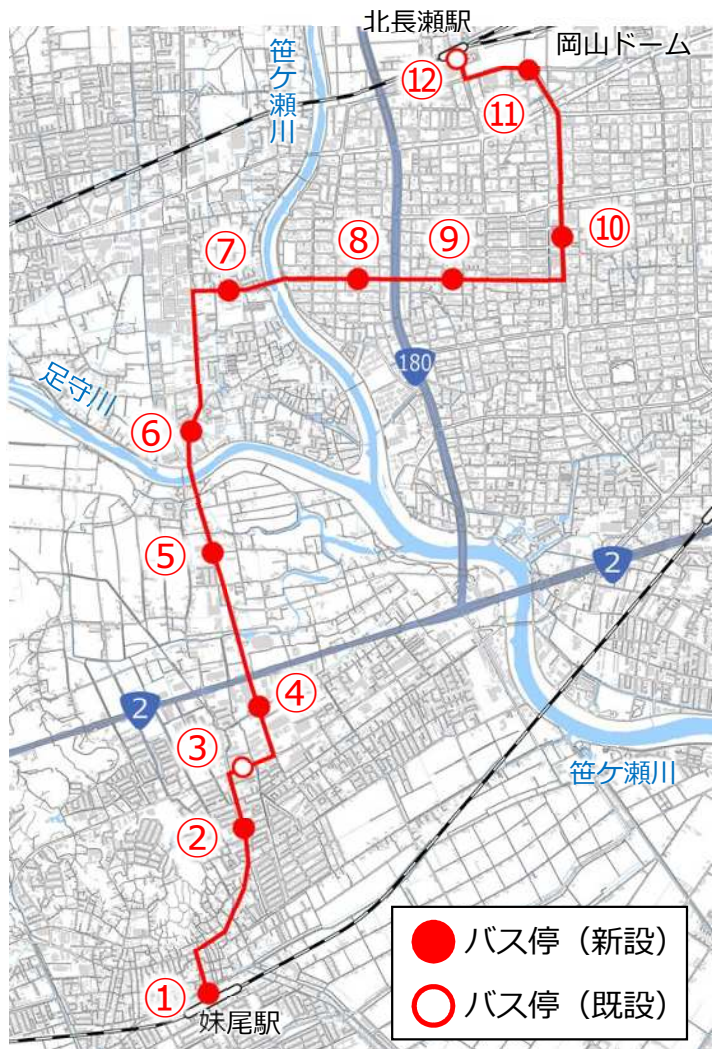 北長瀬駅
岡山ドーム
笹ケ瀬川
⑫
⑪
⑩
⑦
⑧
⑨
180
足守川
⑥
⑤
2
④
2
③
笹ケ瀬川
②
バス停（新設）
①
バス停（既設）
妹尾駅